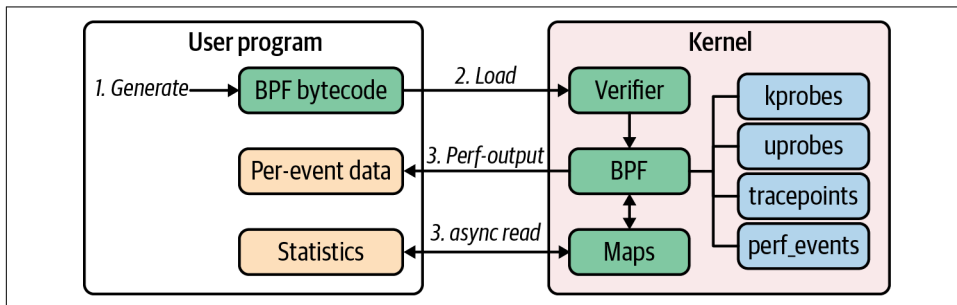 User program
Kernel
1. Generate
BPF bytecode
2. Load
Verifier
kprobes
uprobes
Per-event data
3. Perf-output
BPF
tracepoints
Statistics
3. async read
Maps
perf_events